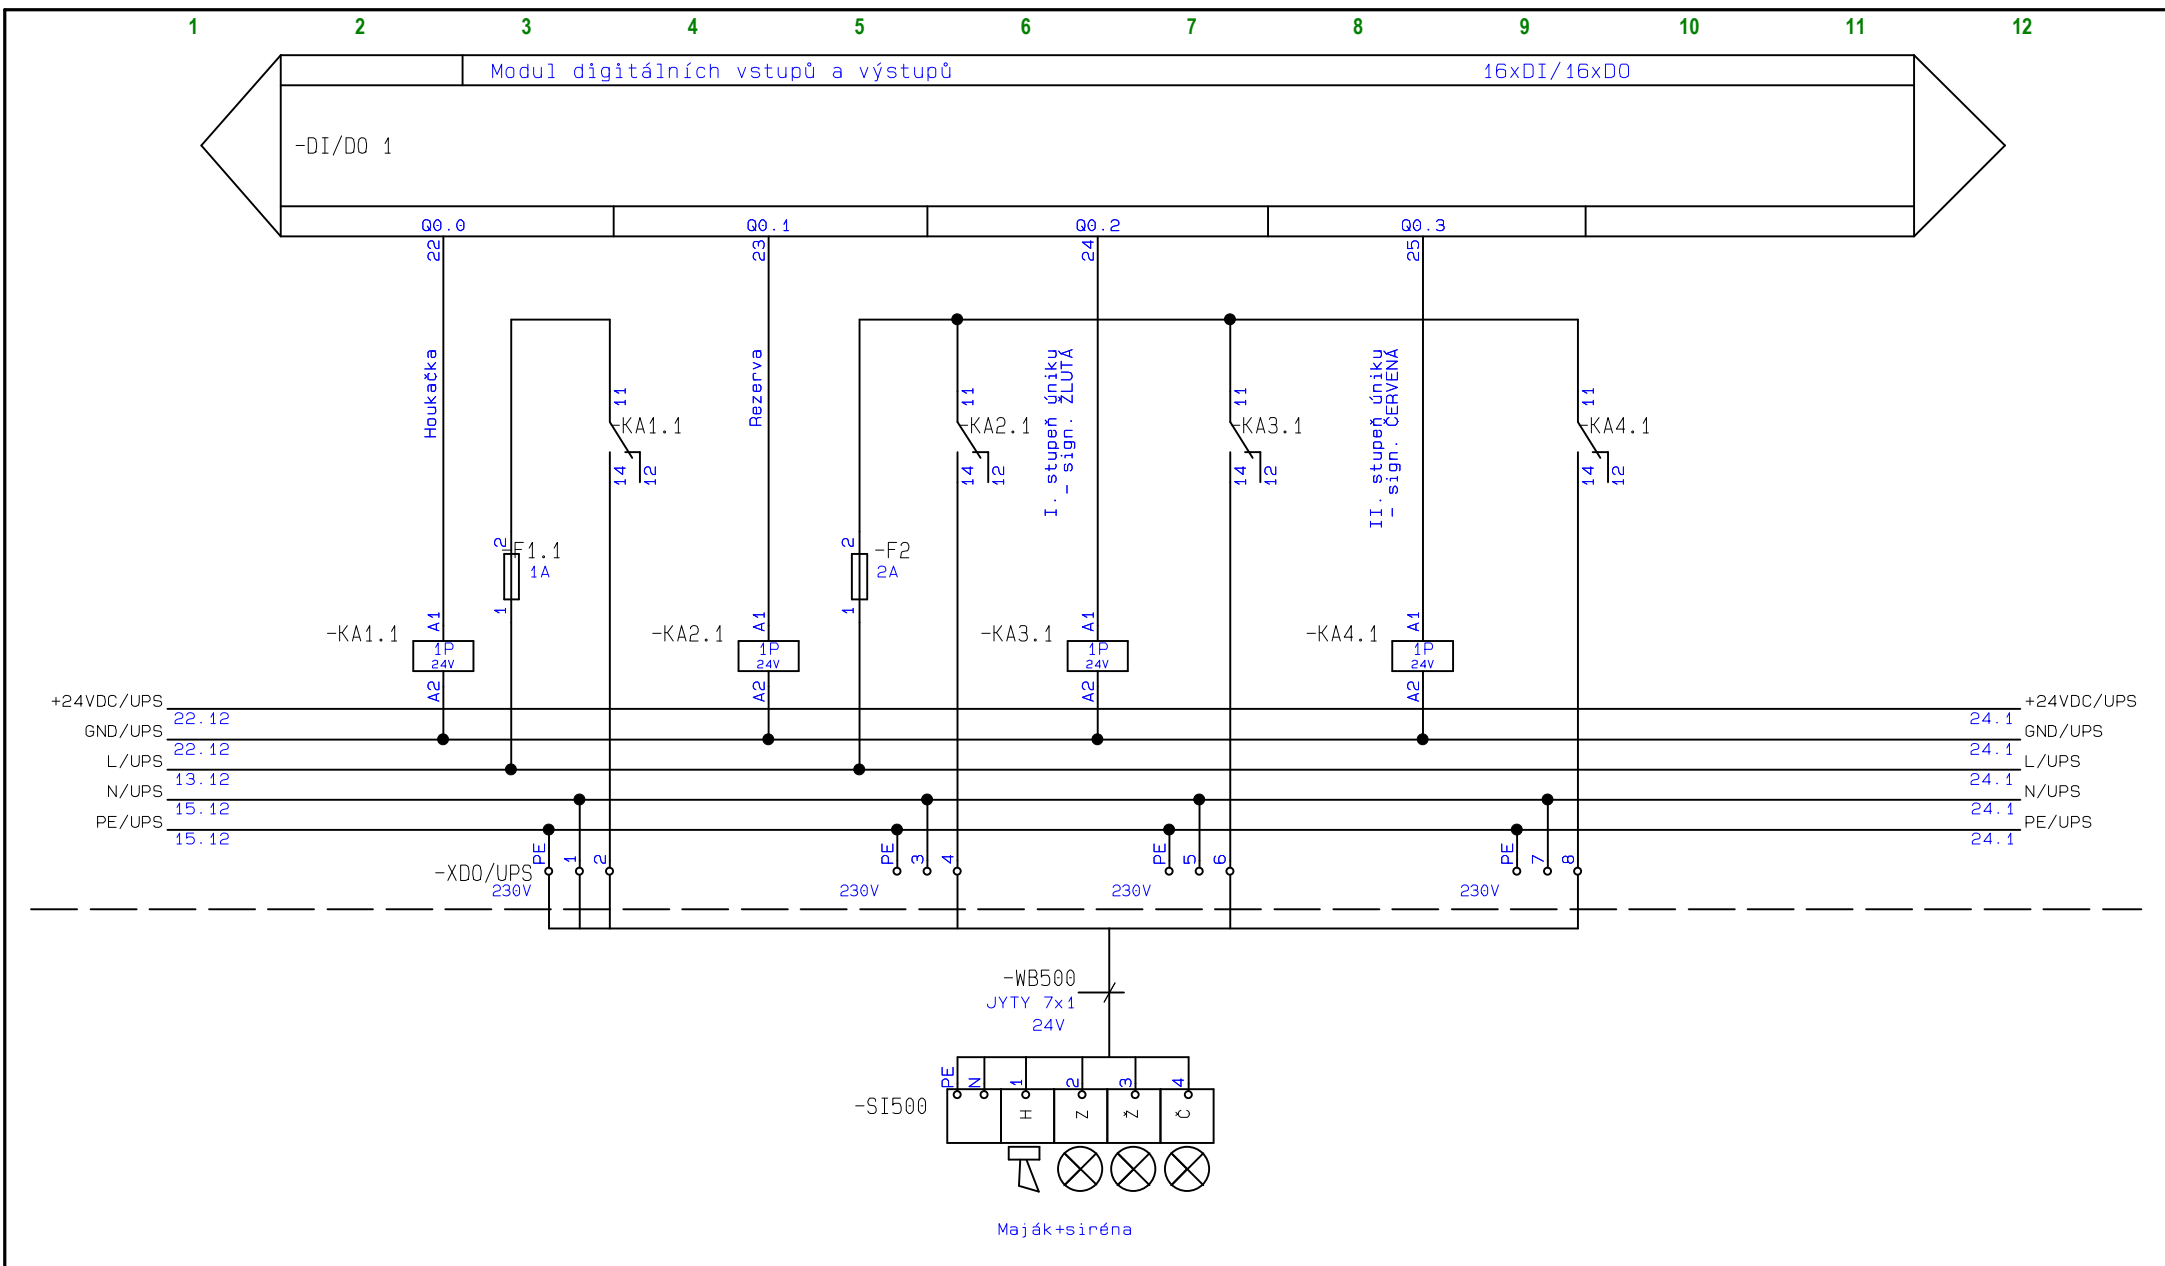 1 2 3 4 5 6 7 8 9 10 11 12
Modul digitálních vstupů a výstupů 16xDI/16xDO
-DI/DO 1
Q0.0 Q0.1 Q0.2 Q0.3
22 23 24 25
Houkačka
Rezerva
I. stupeň úniku
- sign. ŽLUTÁ
II. stupeň úniku
- sign. ČERVENÁ
11 11 11 11
-KA1.1 -KA2.1 -KA3.1 -KA4.1
14 12 14 12 14 12 14 12
2 -F1.1 2 -F2
1A 2A
1 1
A1 A1 A1 A1
-KA1.1 -KA2.1 -KA3.1 -KA4.1
1P 1P 1P 1P
24V 24V 24V 24V
A2 A2 A2 A2
+24VDC/UPS 22.12 24.1 +24VDC/UPS
GND/UPS 22.12 24.1 GND/UPS
L/UPS 13.12 24.1 L/UPS
N/UPS 15.12 24.1 N/UPS
PE/UPS 15.12 24.1 PE/UPS
PE 1 2 PE 3 4 PE 5 6 PE 7 8
-XDO/UPS
230V 230V 230V 230V
-WB500
JYTY 7x1
24V
PE N 1 2 3 4
-SI500
H Z Ž Č
Maják+siréna